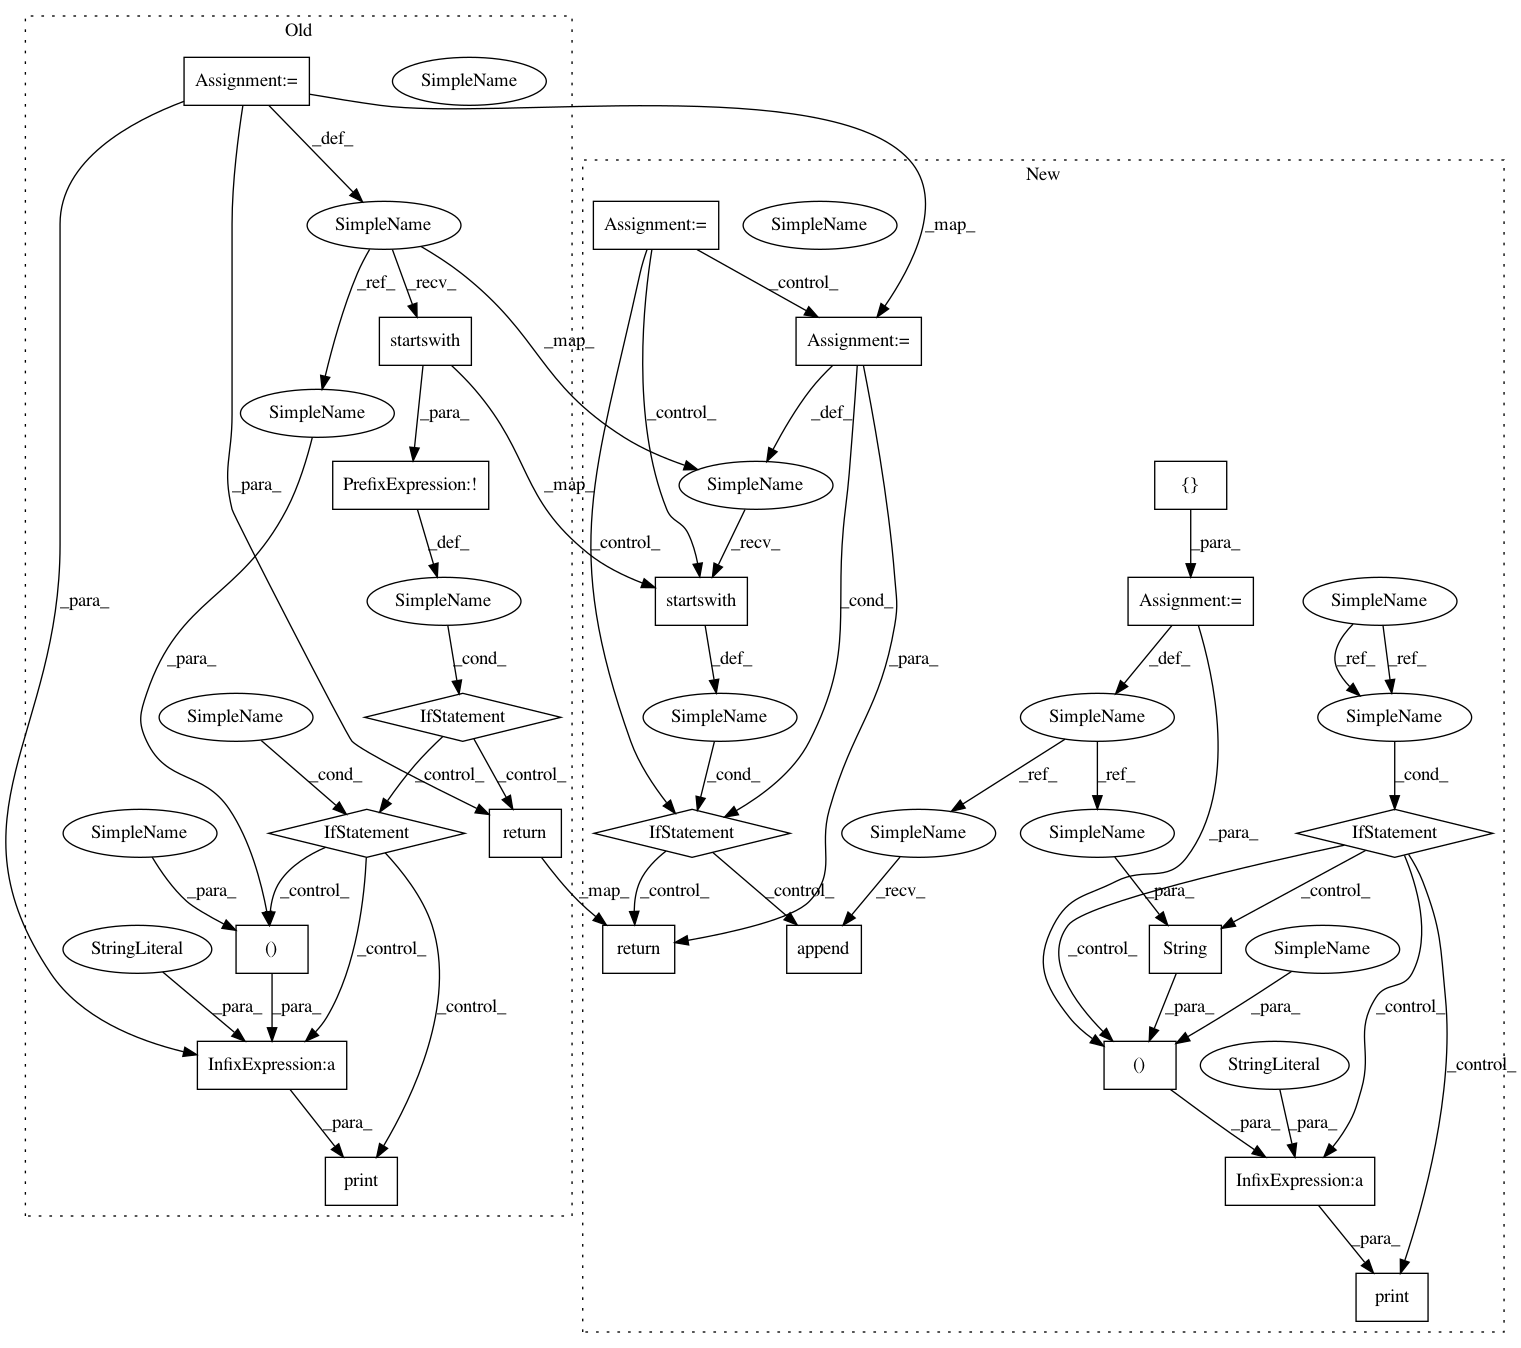 Old
Assignment:=
SimpleName
_def_
New
SimpleName
Assignment:=
SimpleName
_map_
_ref_
_recv_
_control_
startswith
_map_
Assignment:=
SimpleName
_para_
_control_
_def_
PrefixExpression:!
_para_
_map_
SimpleName
{}
_def_
_control_
_recv_
_para_
_para_
SimpleName
startswith
_cond_
Assignment:=
SimpleName
_para_
_cond_
_def_
_para_
_def_
_ref_
_ref_
SimpleName
IfStatement
SimpleName
SimpleName
SimpleName
_cond_
_control_
_control_
_cond_
_ref_
_ref_
_cond_
SimpleName
IfStatement
return
IfStatement
SimpleName
SimpleName
_para_
IfStatement
_para_
_control_
_map_
_control_
_control_
_recv_
_para_
_control_
StringLiteral
()
_control_
return
append
_control_
String
SimpleName
_para_
_para_
_control_
_para_
_para_
_control_
InfixExpression:a
()
StringLiteral
_control_
_para_
_para_
_para_
print
InfixExpression:a
_para_
print